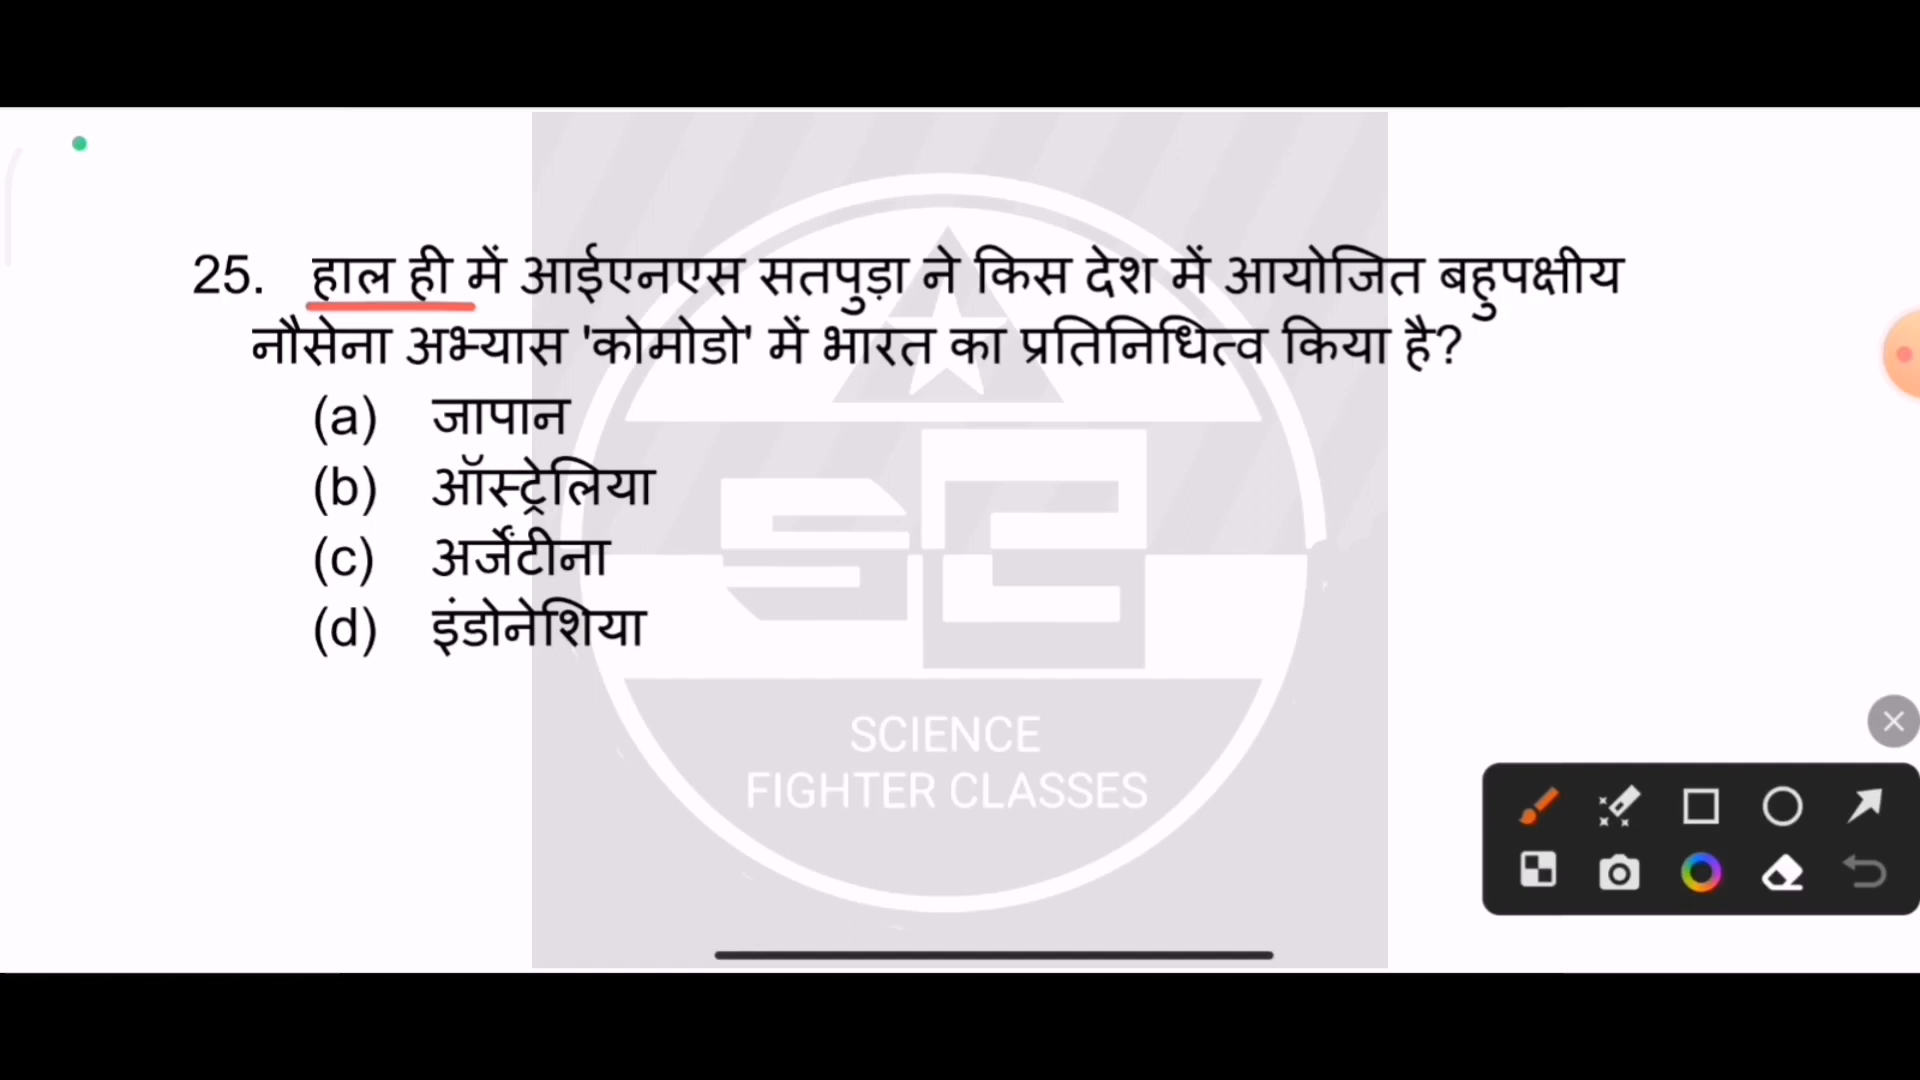 25. हाल ही में आईएनएस सतपुड़ा ने किस देश में आयोजित बहुपक्षीय
नौसेना अभ्यास 'कोमोडो' में भारत का प्रतिनिधित्व किया है?
(a) जापान
(b) ऑस्ट्रेलिया
(c) अर्जेंटीना
(d) इंडोनेशिया
SCIENCE
FIGHTER CLASSES